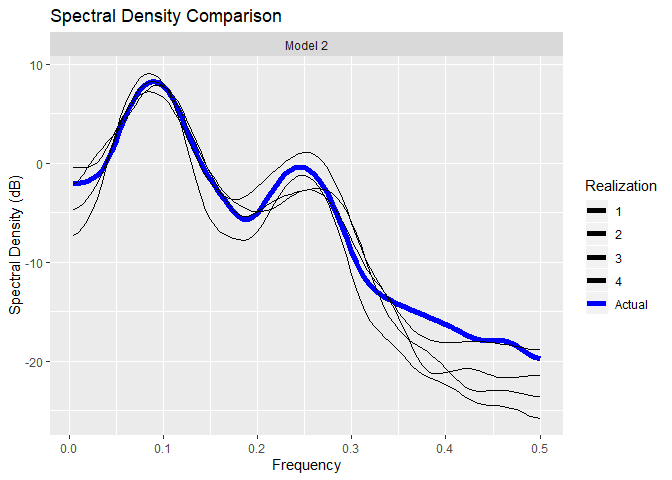 Spectral Density Comparison
Model 2
10
0
-10
-20
Spectral Density (dB)
0.0 0.1 0.2 0.3 0.4 0.5
Frequency
Realization
1
2
3
4
Actual